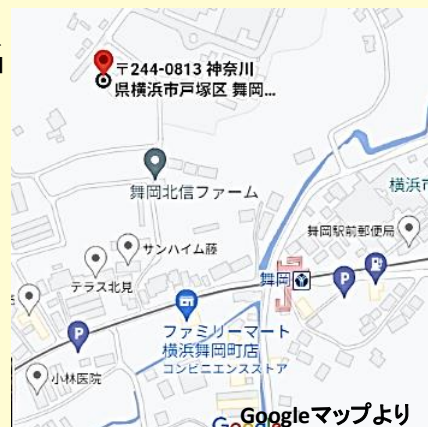 〒244-0813 神奈川
県横浜市戸塚区 舞岡...
舞岡北信ファーム
横浜市
サンハイム藤
舞岡駅前郵便局
テラス北見
舞岡
P
P
ファミリーマート
横浜舞岡町店
コンビニエンスストア
小林医院
Googleマップより